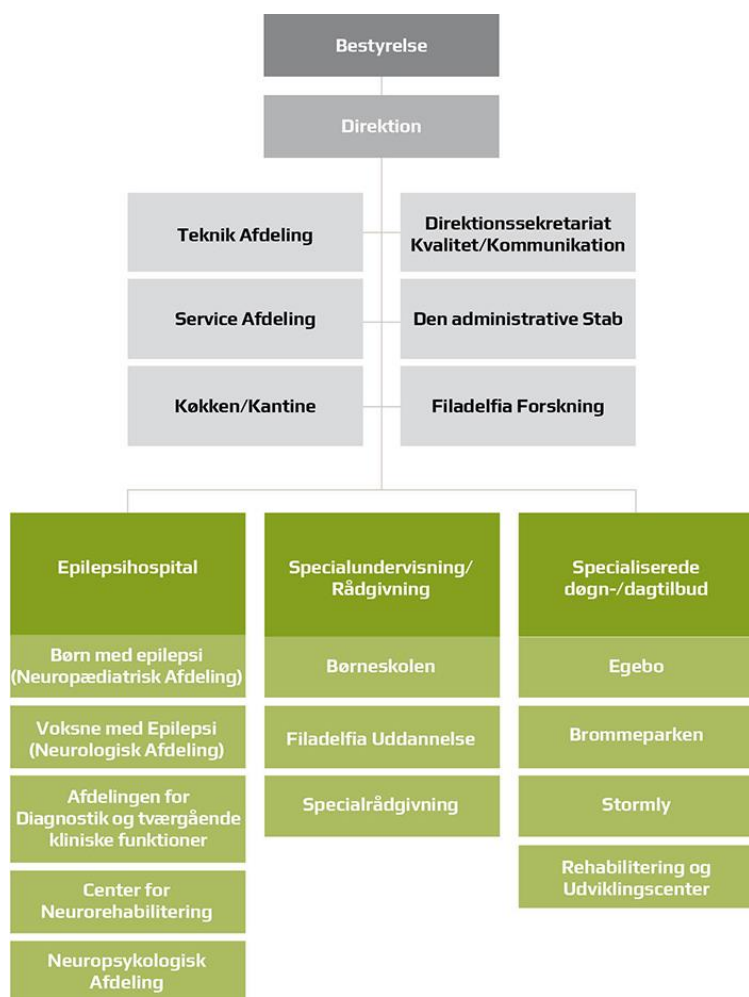 Bestyrelse
Direktion
Teknik Afdeling
Direktionssekretariat
Kvalitet/Kommunikation
Service Afdeling
Den administrative Stab
Køkken/Kantine
Filadelfia Forskning
Epilepsihospital
Børn med epilepsi
(Neuropædiatrisk Afdeling)
Voksne med Epilepsi
(Neurologisk Afdeling)
Afdelingen for
Diagnostik og tværgående
kliniske funktioner
Center for
Neurorehabilitering
Neuropsykologisk
Afdeling
Specialundervisning/
Rådgivning
Børneskolen
Filadelfia Uddannelse
Specialrådgivning
Specialiserede
døgn-/dagtilbud
Egebo
Brommeparken
Stormly
Rehabilitering og
Udviklingscenter